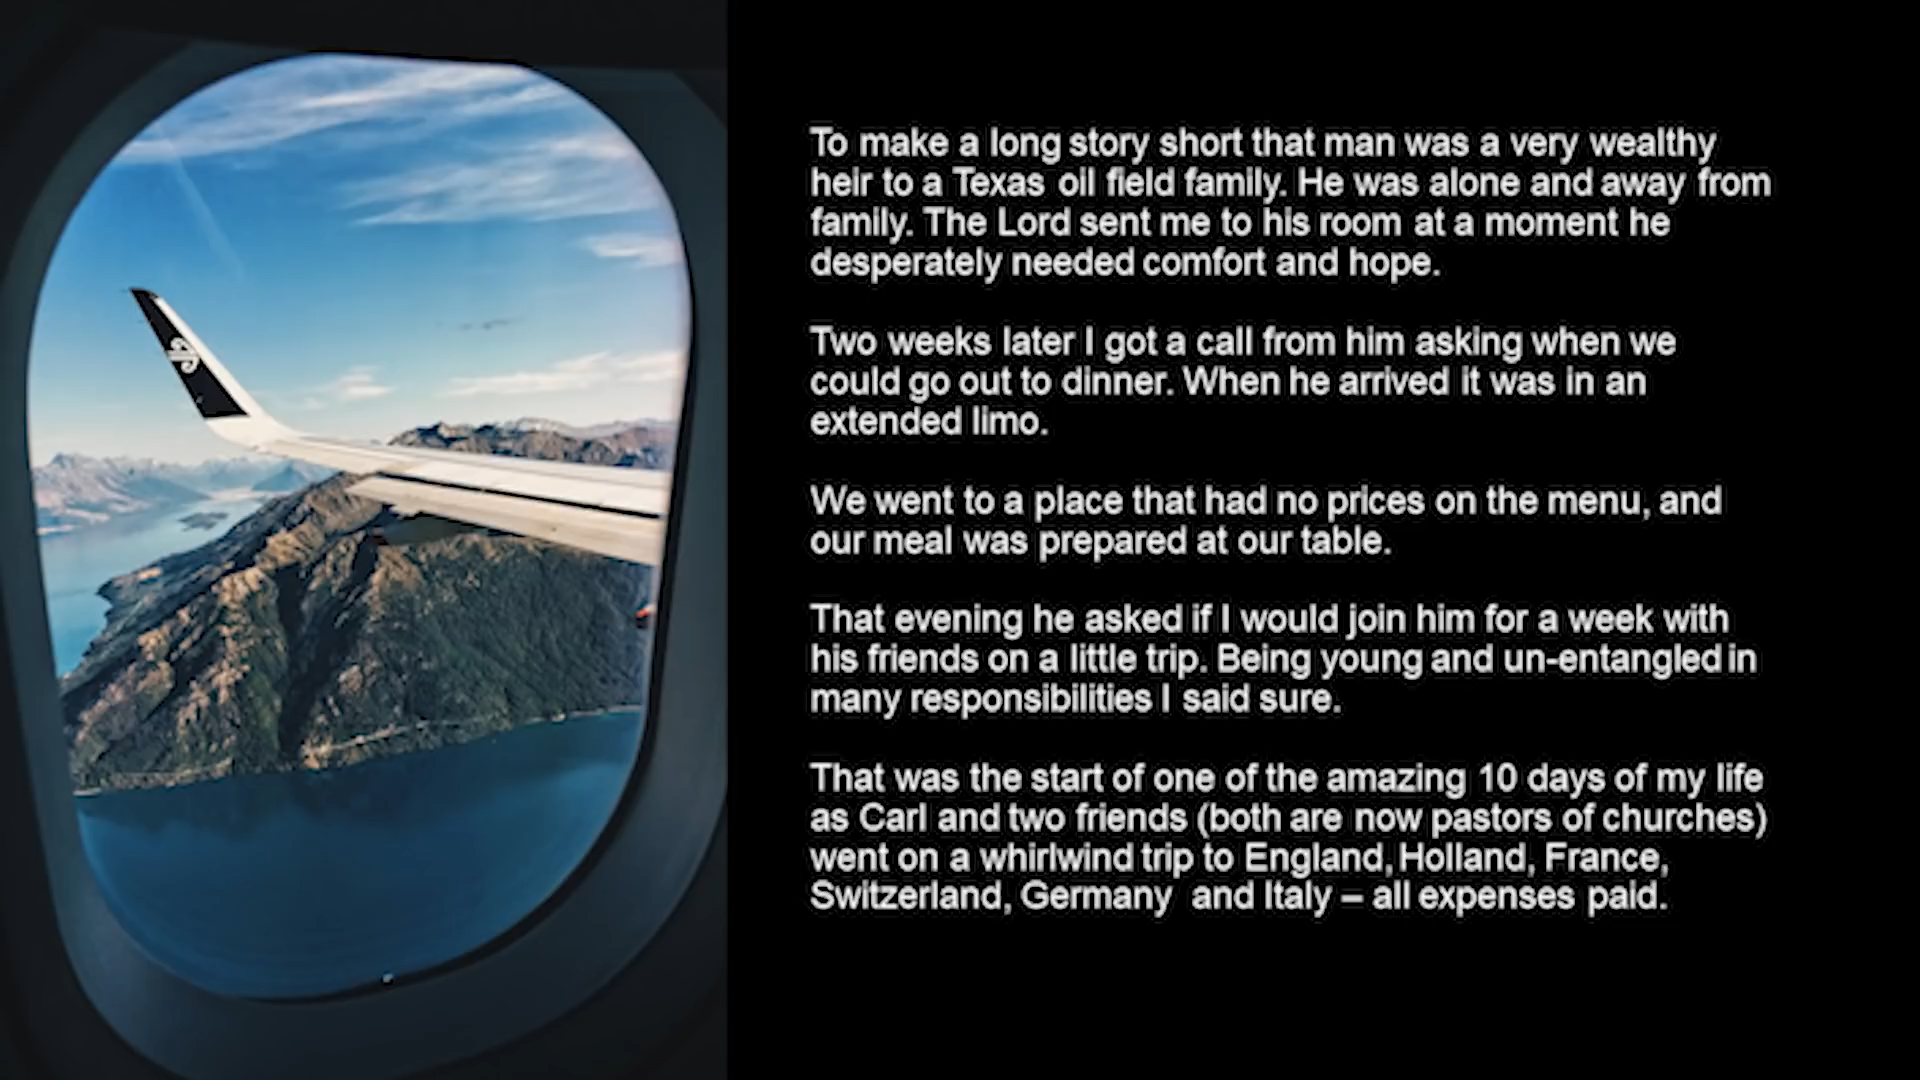 To make a long story short that man was a very wealthy
heir to a Texas oil field family. He was alone and away from
family. The Lord sent me to his room at a moment he
desperately needed comfort and hope.
Two weeks later I got a call from him asking when we
could go out to dinner. When he arrived it was in an
extended limo.
We went to a place that had no prices on the menu, and
our meal was prepared at our table.
That evening he asked if I would join him for a week with
his friends on a little trip. Being young and un-entangled in
many responsibilities I said sure.
That was the start of one of the amazing 10 days of my life
as Carl and two friends (both are now pastors of churches)
went on a whirlwind trip to England, Holland, France,
Switzerland, Germany  and Italy – all expenses paid.